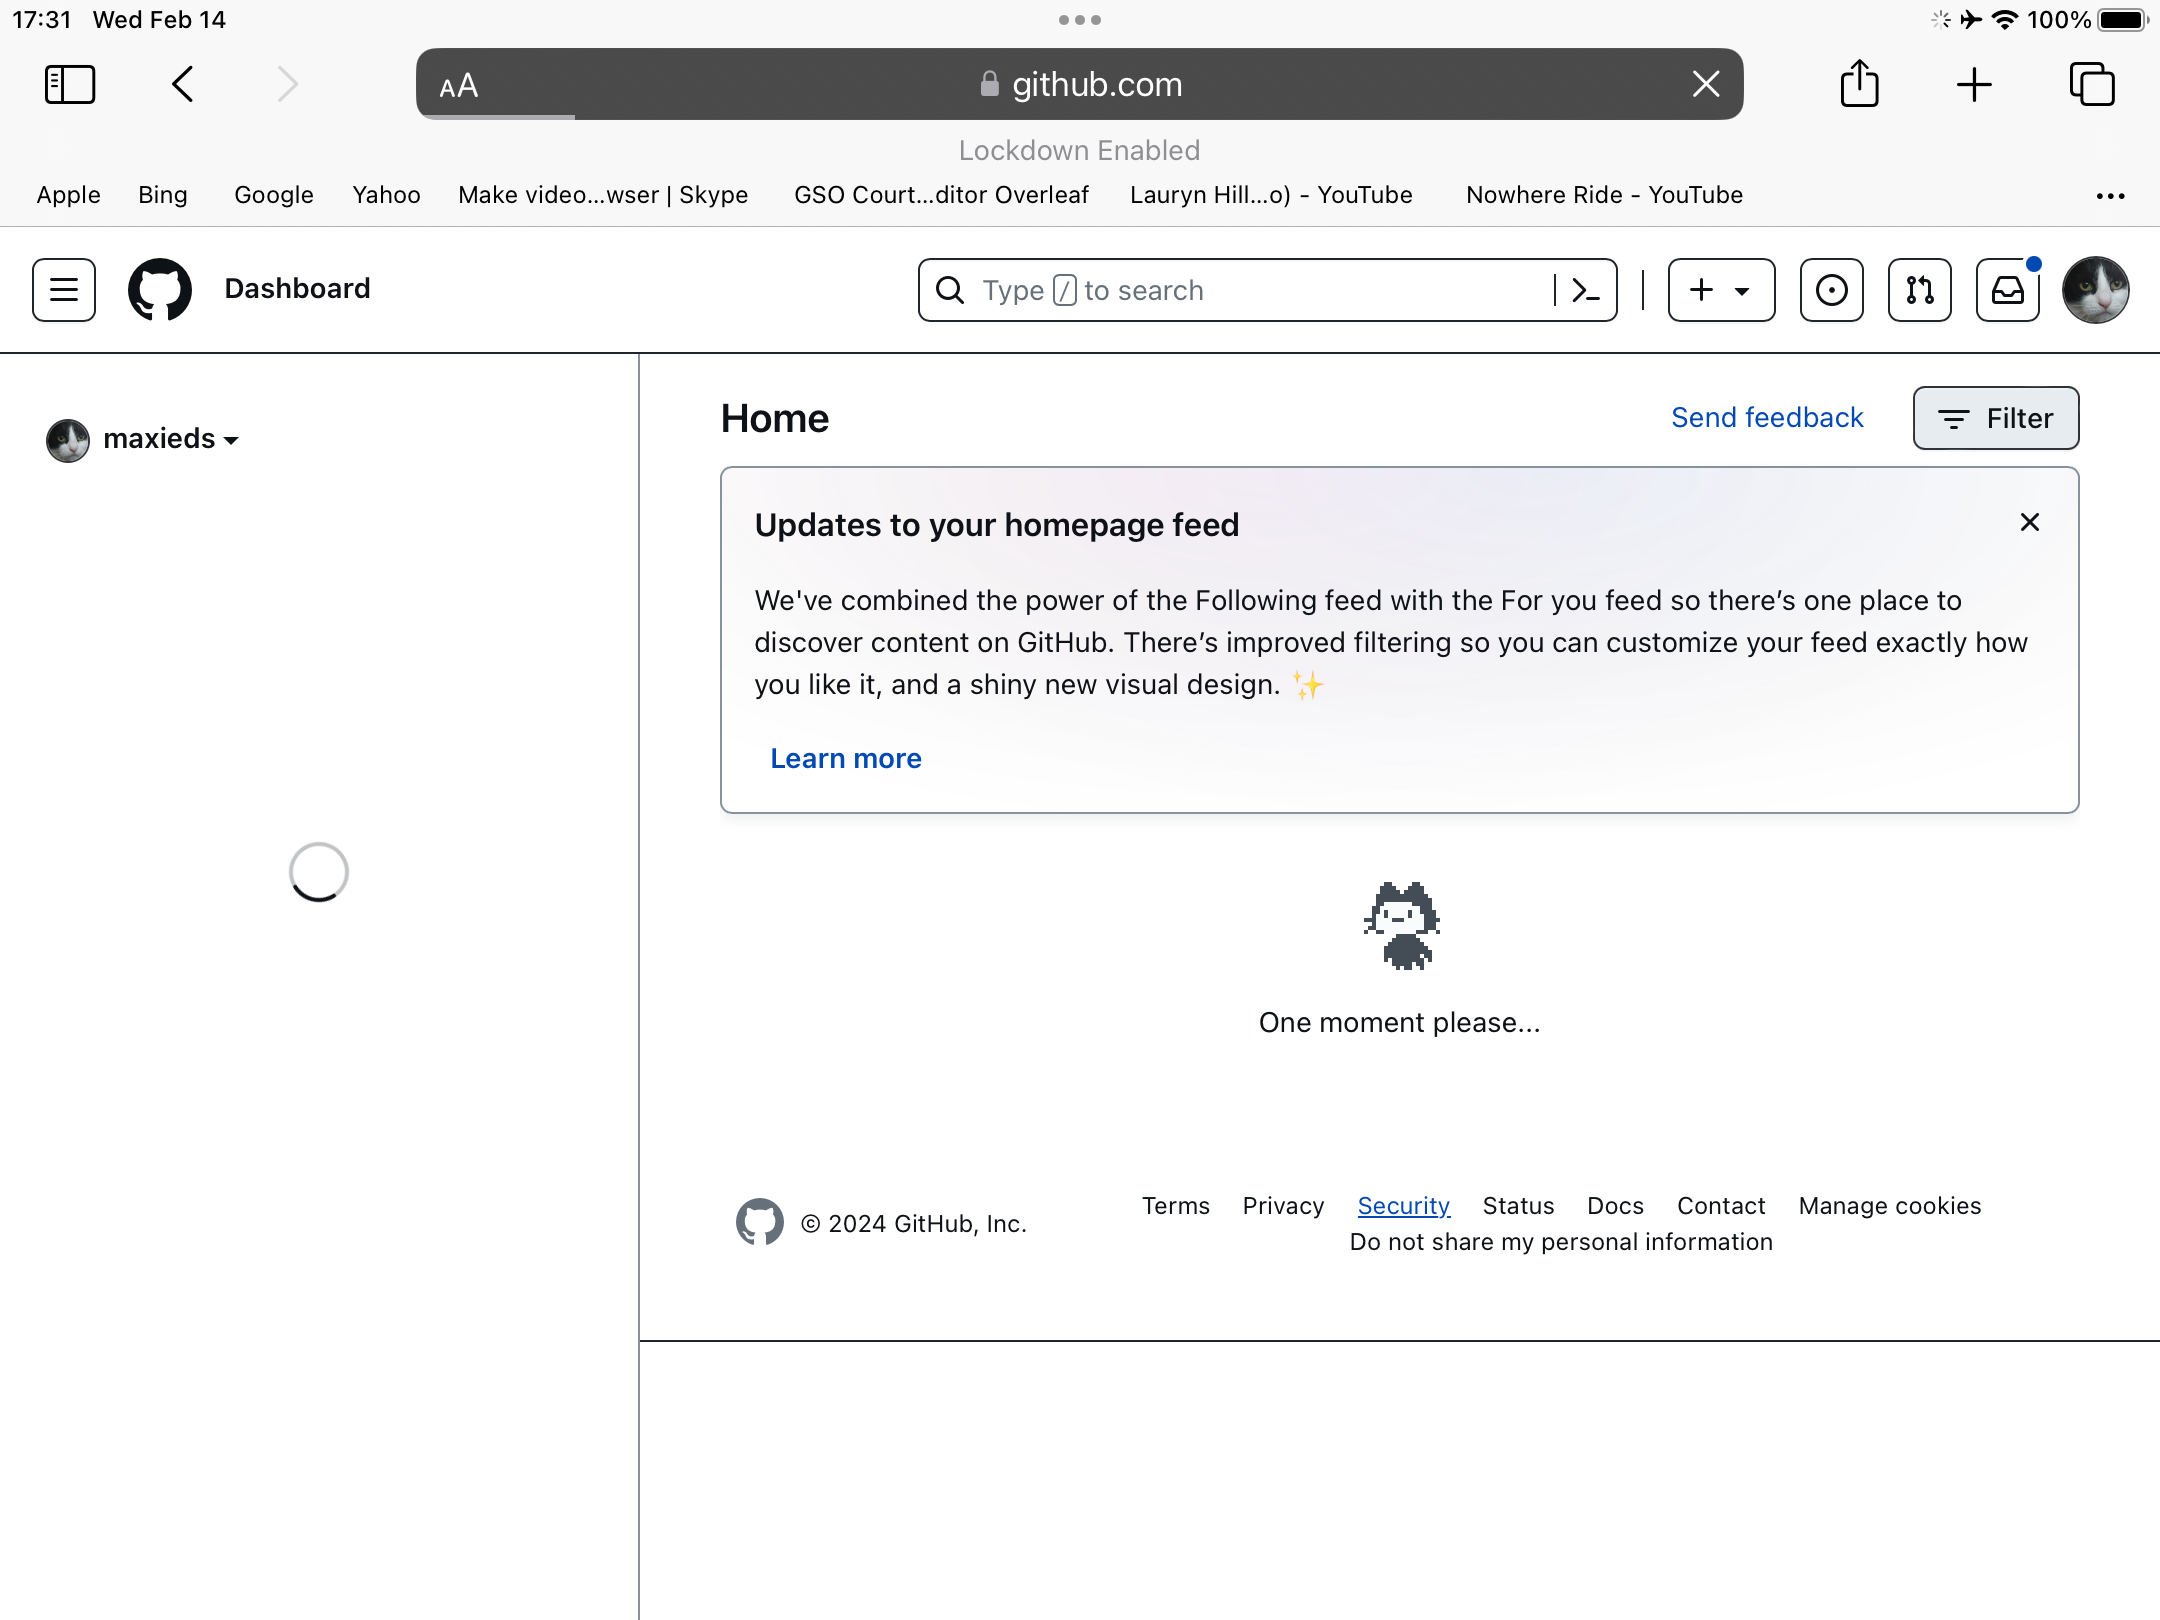 17:31 Wed Feb 14
100%
AA github.com
Lockdown Enabled
Apple Bing Google Yahoo Make video...wser | Skype GSO Court...ditor Overleaf Lauryn Hill...o) - YouTube Nowhere Ride - YouTube
Dashboard
Type / to search
maxieds
Home
Send feedback
Filter
Updates to your homepage feed
We've combined the power of the Following feed with the For you feed so there’s one place to
discover content on GitHub. There’s improved filtering so you can customize your feed exactly how
you like it, and a shiny new visual design. ✨
Learn more
One moment please...
© 2024 GitHub, Inc.
Terms Privacy Security Status Docs Contact Manage cookies
Do not share my personal information